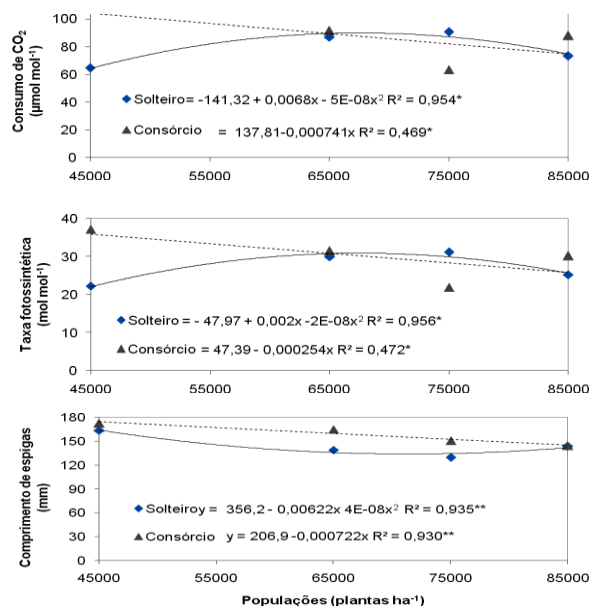 Consumo de CO₂
(µmol mol⁻¹)
100
80
60
40
20
0
Solteiro = -141,32 + 0,0068x - 5E-08x² R² = 0,954*
Consórcio = 137,81-0,000741x R² = 0,469*
45000 55000 65000 75000 85000
Taxa fotossintética
(mol mol⁻¹)
40
30
20
10
0
Solteiro = - 47,97 + 0,002x -2E-08x² R² = 0,956*
Consórcio = 47,39 - 0,000254x R² = 0,472*
45000 55000 65000 75000 85000
Comprimento de espigas
(mm)
180
150
120
90
60
30
0
Solteiroy = 356,2 - 0,00622x 4E-08x² R² = 0,935**
Consórcio y = 206,9 -0,000722x R² = 0,930**
45000 55000 65000 75000 85000
Populações (plantas ha⁻¹)